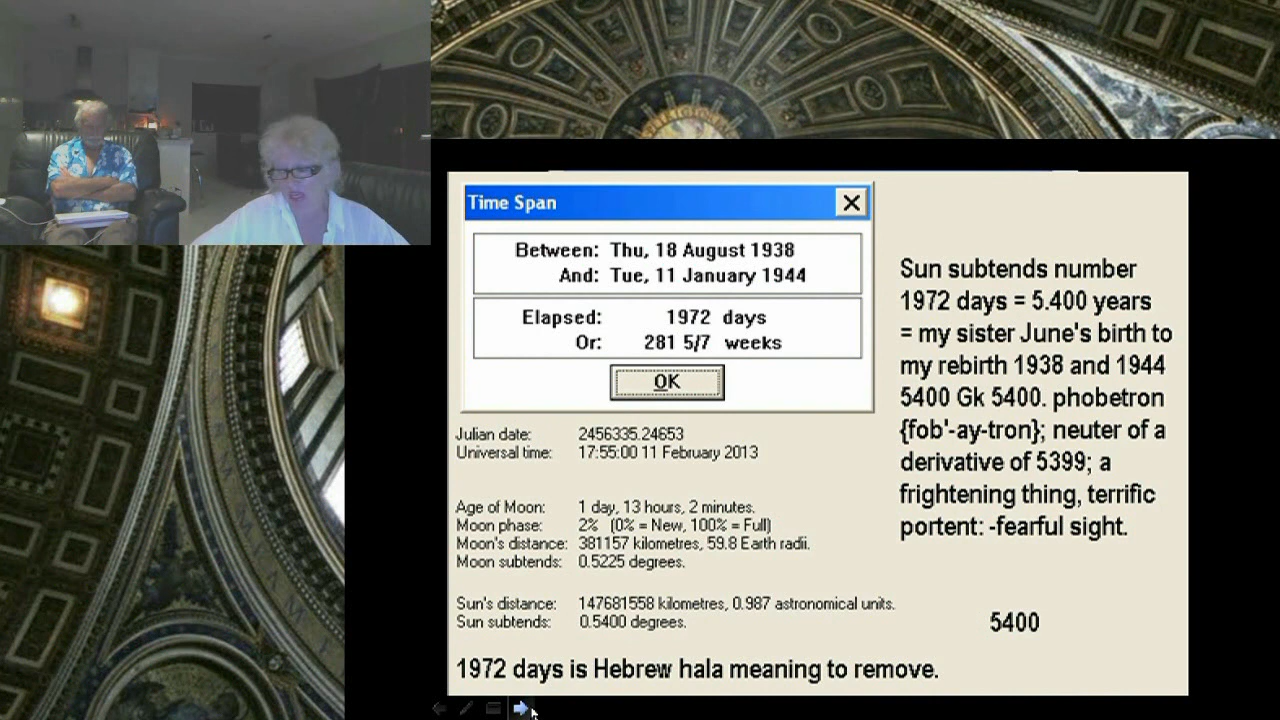 Time Span
Between: Thu, 18 August 1938
And: Tue, 11 January 1944
Elapsed: 1972 days
Or: 281 5/7 weeks
OK
Sun subtends number
1972 days = 5.400 years
= my sister June's birth to
my rebirth 1938 and 1944
5400 Gk 5400. phobetron
{fob'-ay-tron}; neuter of a
derivative of 5399; a
frightening thing, terrific
portent: -fearful sight.
Julian date: 2456335.24653
Universal time: 17:55:00 11 February 2013
Age of Moon: 1 day, 13 hours, 2 minutes.
Moon phase: 2% (0% = New, 100% = Full)
Moon's distance: 381157 kilometres, 59.8 Earth radii.
Moon subtends: 0.5225 degrees.
Sun's distance: 147681558 kilometres, 0.987 astronomical units.
Sun subtends: 0.5400 degrees.
5400
1972 days is Hebrew hala meaning to remove.